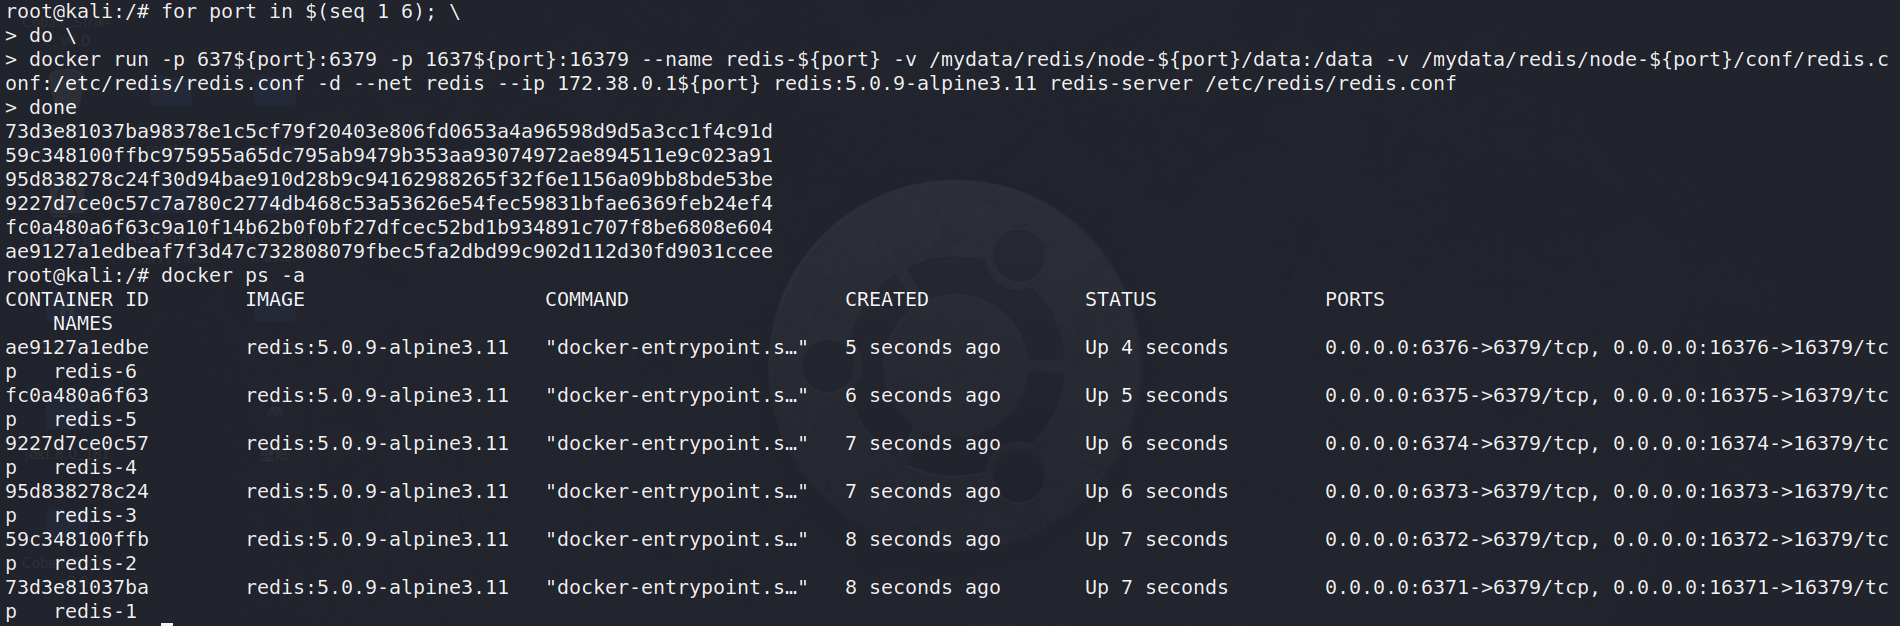 root@kali:/# for port in $(seq 1 6); \
> do \
> docker run -p 637${port}:6379 -p 1637${port}:16379 --name redis-${port} -v /mydata/redis/node-${port}/data:/data -v /mydata/redis/node-${port}/conf/redis.c
onf:/etc/redis/redis.conf -d --net redis --ip 172.38.0.1${port} redis:5.0.9-alpine3.11 redis-server /etc/redis/redis.conf
> done
73d3e81037ba98378e1c5cf79f20403e806fd0653a4a96598d9d5a3cc1f4c91d
59c348100ffbc975955a65dc795ab9479b353aa93074972ae894511e9c023a91
95d838278c24f30d94bae910d28b9c94162988265f32f6e1156a09bb8bde53be
9227d7ce0c57c7a780c2774db468c53a53626e54fec59831bfae6369feb24ef4
fc0a480a6f63c9a10f14b62b0f0bf27dfcec52bd1b934891c707f8be6808e604
ae9127a1edbeaf7f3d47c732808079fbec5fa2dbd99c902d112d30fd9031ccee
root@kali:/# docker ps -a
CONTAINER ID        IMAGE                    COMMAND                  CREATED             STATUS              PORTS
    NAMES
ae9127a1edbe        redis:5.0.9-alpine3.11   "docker-entrypoint.s…"   5 seconds ago       Up 4 seconds        0.0.0.0:6376->6379/tcp, 0.0.0.0:16376->16379/tc
p   redis-6
fc0a480a6f63        redis:5.0.9-alpine3.11   "docker-entrypoint.s…"   6 seconds ago       Up 5 seconds        0.0.0.0:6375->6379/tcp, 0.0.0.0:16375->16379/tc
p   redis-5
9227d7ce0c57        redis:5.0.9-alpine3.11   "docker-entrypoint.s…"   7 seconds ago       Up 6 seconds        0.0.0.0:6374->6379/tcp, 0.0.0.0:16374->16379/tc
p   redis-4
95d838278c24        redis:5.0.9-alpine3.11   "docker-entrypoint.s…"   7 seconds ago       Up 6 seconds        0.0.0.0:6373->6379/tcp, 0.0.0.0:16373->16379/tc
p   redis-3
59c348100ffb        redis:5.0.9-alpine3.11   "docker-entrypoint.s…"   8 seconds ago       Up 7 seconds        0.0.0.0:6372->6379/tcp, 0.0.0.0:16372->16379/tc
p   redis-2
73d3e81037ba        redis:5.0.9-alpine3.11   "docker-entrypoint.s…"   8 seconds ago       Up 7 seconds        0.0.0.0:6371->6379/tcp, 0.0.0.0:16371->16379/tc
p   redis-1